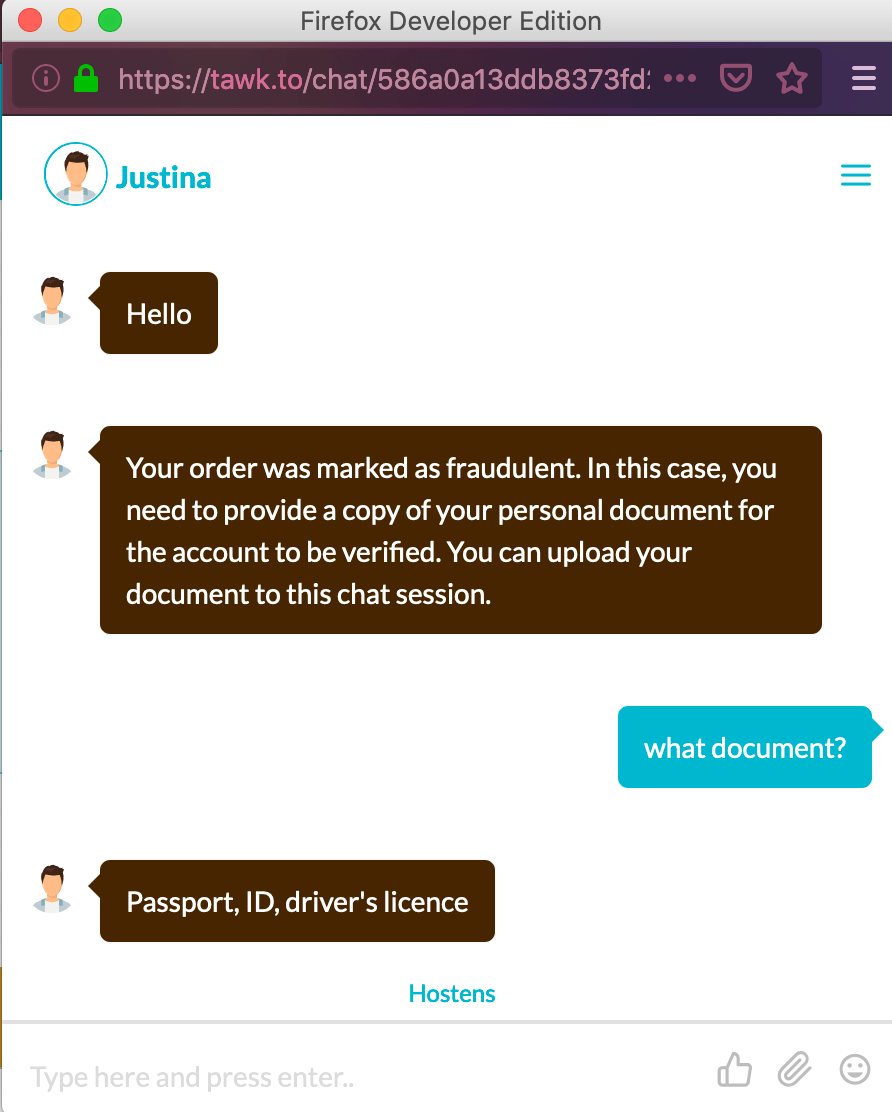 Firefox Developer Edition
https://tawk.to/chat/586a0a13ddb8373fd
Justina
Hello
Your order was marked as fraudulent. In this case, you
need to provide a copy of your personal document for
the account to be verified. You can upload your
document to this chat session.
what document?
Passport, ID, driver's licence
Hostens
Type here and press enter..